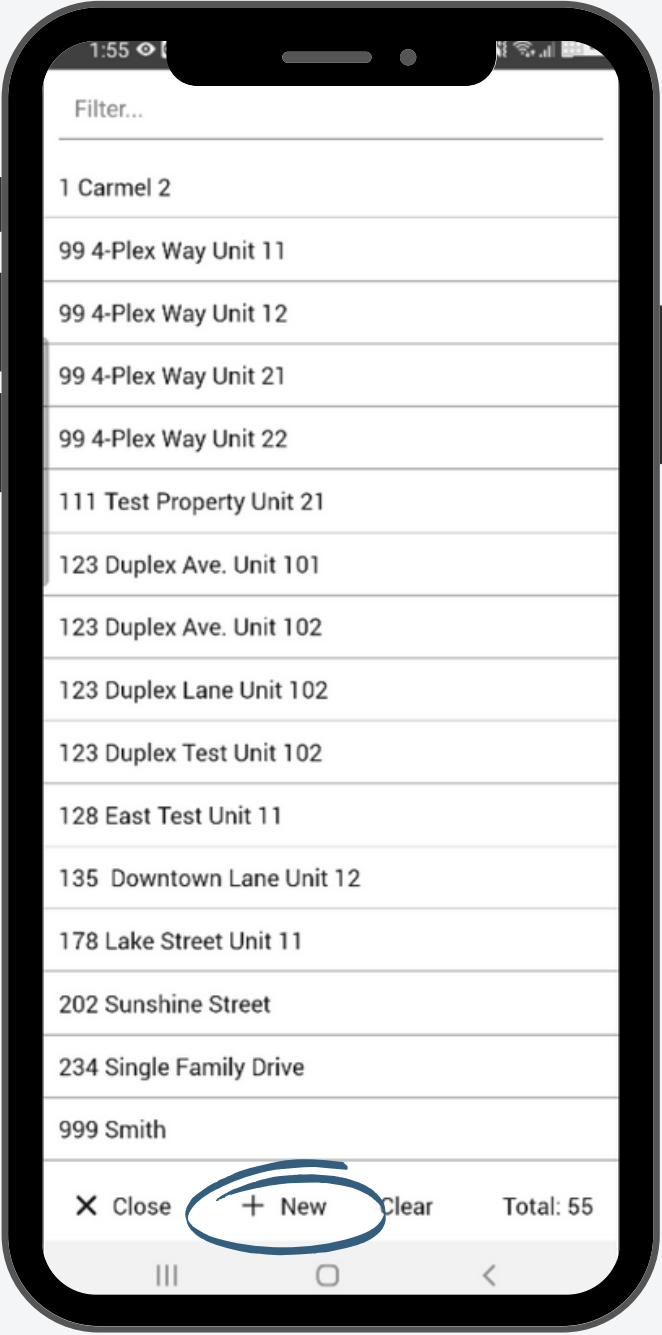 1:55
Filter...
1 Carmel 2
99 4-Plex Way Unit 11
99 4-Plex Way Unit 12
99 4-Plex Way Unit 21
99 4-Plex Way Unit 22
111 Test Property Unit 21
123 Duplex Ave. Unit 101
123 Duplex Ave. Unit 102
123 Duplex Lane Unit 102
123 Duplex Test Unit 102
128 East Test Unit 11
135  Downtown Lane Unit 12
178 Lake Street Unit 11
202 Sunshine Street
234 Single Family Drive
999 Smith
Close + New Clear Total: 55